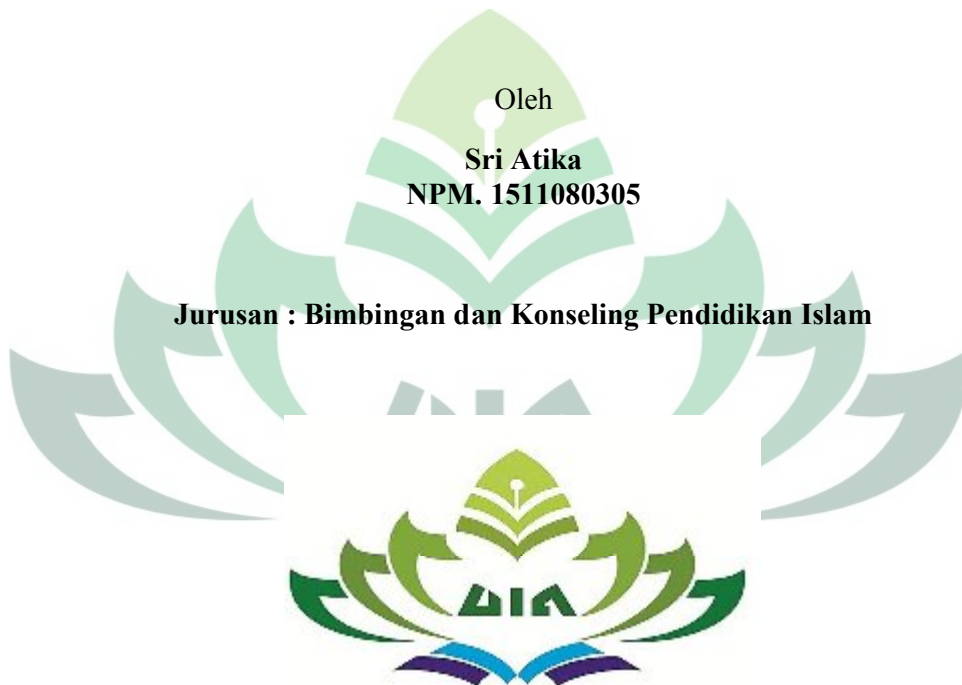 Oleh
Sri Atika
NPM. 1511080305
Jurusan : Bimbingan dan Konseling Pendidikan Islam
UIN